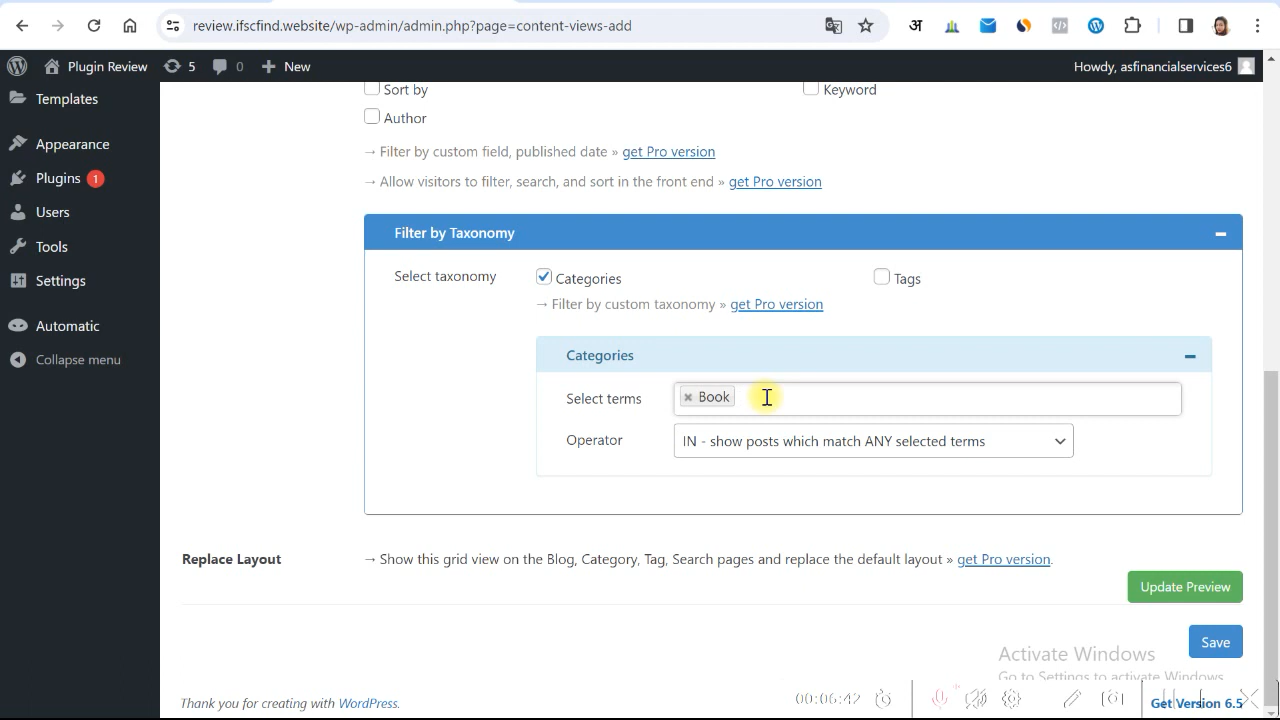 review.ifscfind.website/wp-admin/admin.php?page=content-views-add
अ
Plugin Review
5
0
New
Howdy, asfinancialservices6
Templates
Appearance
Plugins 1
Users
Tools
Settings
Automatic
Collapse menu
Sort by
Keyword
Author
→ Filter by custom field, published date » get Pro version
→ Allow visitors to filter, search, and sort in the front end » get Pro version
Filter by Taxonomy
Select taxonomy
Categories
Tags
→ Filter by custom taxonomy » get Pro version
Categories
Select terms
× Book
Operator
IN - show posts which match ANY selected terms
Replace Layout
→ Show this grid view on the Blog, Category, Tag, Search pages and replace the default layout » get Pro version.
Update Preview
Save
Activate Windows
Go to Settings to activate Windows.
Thank you for creating with WordPress.
00:06:42
Get Version 6.5